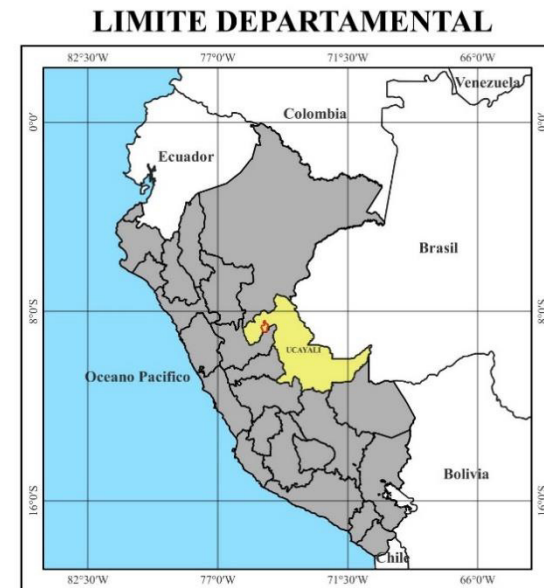 LIMITE DEPARTAMENTAL
82°30'W 77°0'W 71°30'W 66°0'W
Venezuela
Colombia
0°0' 0°0'
Ecuador
Brasil
8°0'S 8°0'S
UCAYALI
Oceano Pacifico
Bolivia
16°0'S 16°0'S
Chile
82°30'W 77°0'W 71°30'W 66°0'W